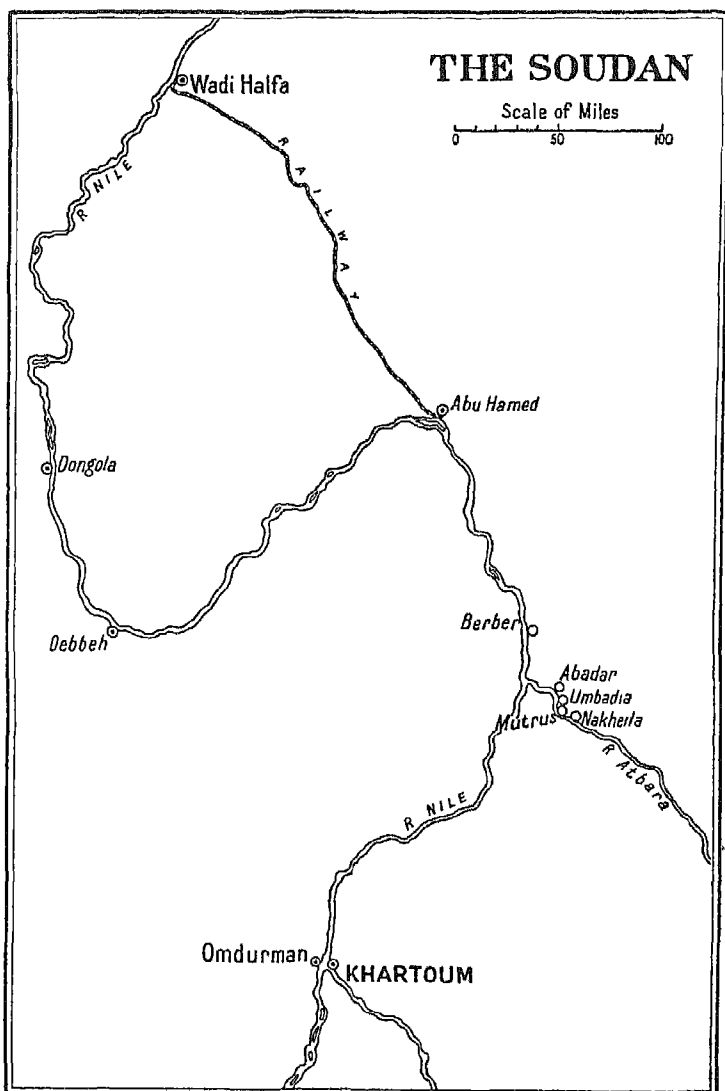 THE SOUDAN
Scale of Miles
0 50 100
Wadi Halfa
RAILWAY
R NILE
Abu Hamed
Dongola
Debbeh
Berber
Abadar
Umbadia
Mutrus
Nakheila
R Atbara
R NILE
Omdurman
KHARTOUM